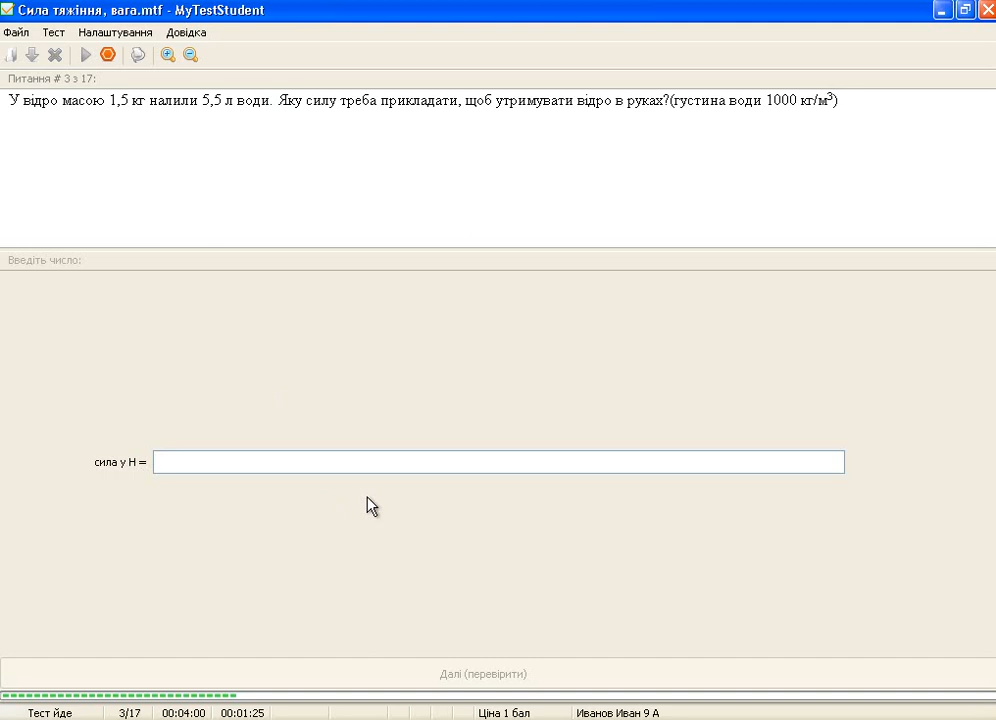 Сила тяжіння, вага.mtf - MyTestStudent
Файл Тест Налаштування Довідка
Питання # 3 з 17:
У відро масою 1,5 кг налили 5,5 л води. Яку силу треба прикладати, щоб утримувати відро в руках?(густина води 1000 кг/м³)
Введіть число:
сила у Н =
Далі (перевірити)
Тест йде 3/17 00:04:00 00:01:25 Ціна 1 бал Иванов Иван 9 А